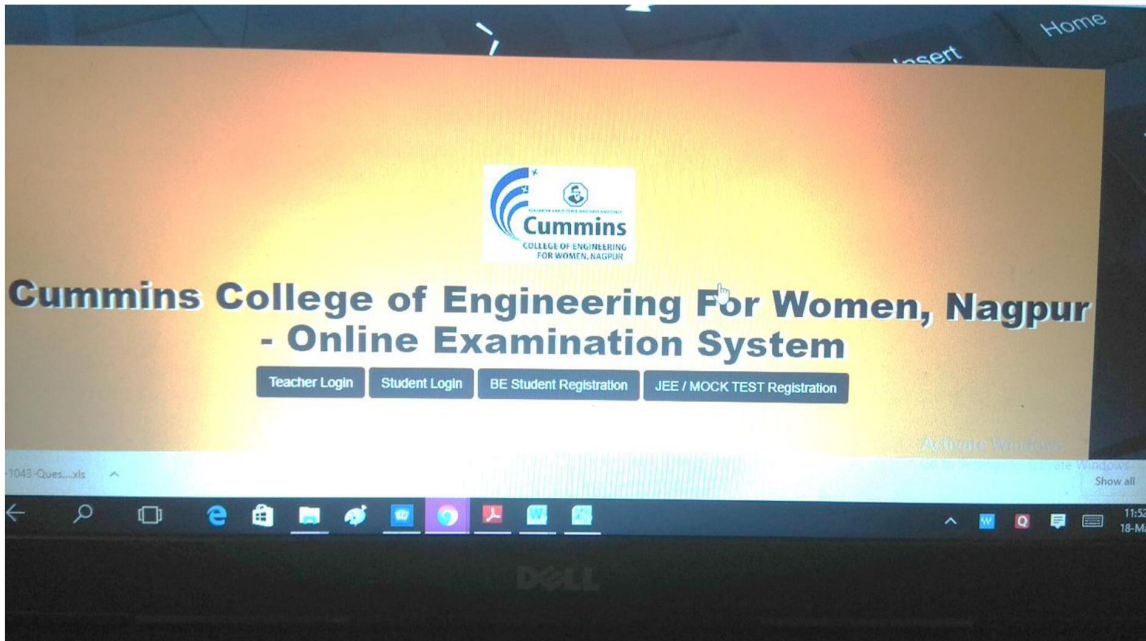 Home
Insert
Cummins
COLLEGE OF ENGINEERING
FOR WOMEN, NAGPUR
Cummins College of Engineering For Women, Nagpur
- Online Examination System
Teacher Login
Student Login
BE Student Registration
JEE / MOCK TEST Registration
Activate Windows
-1043-Ques....xls
Show all
11:52
18-Ma
DELL